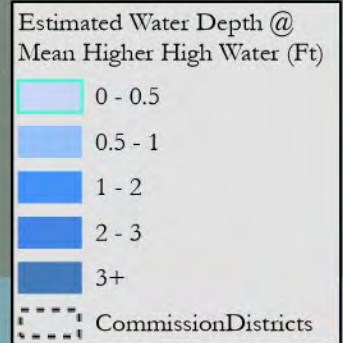 Estimated Water Depth @
Mean Higher High Water (Ft)
0 - 0.5
0.5 - 1
1 - 2
2 - 3
3+
CommissionDistricts